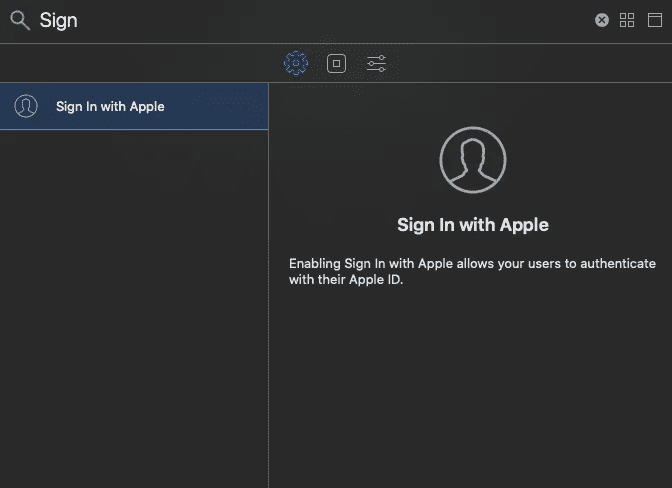 Sign
Sign In with Apple
Sign In with Apple
Enabling Sign In with Apple allows your users to authenticate
with their Apple ID.